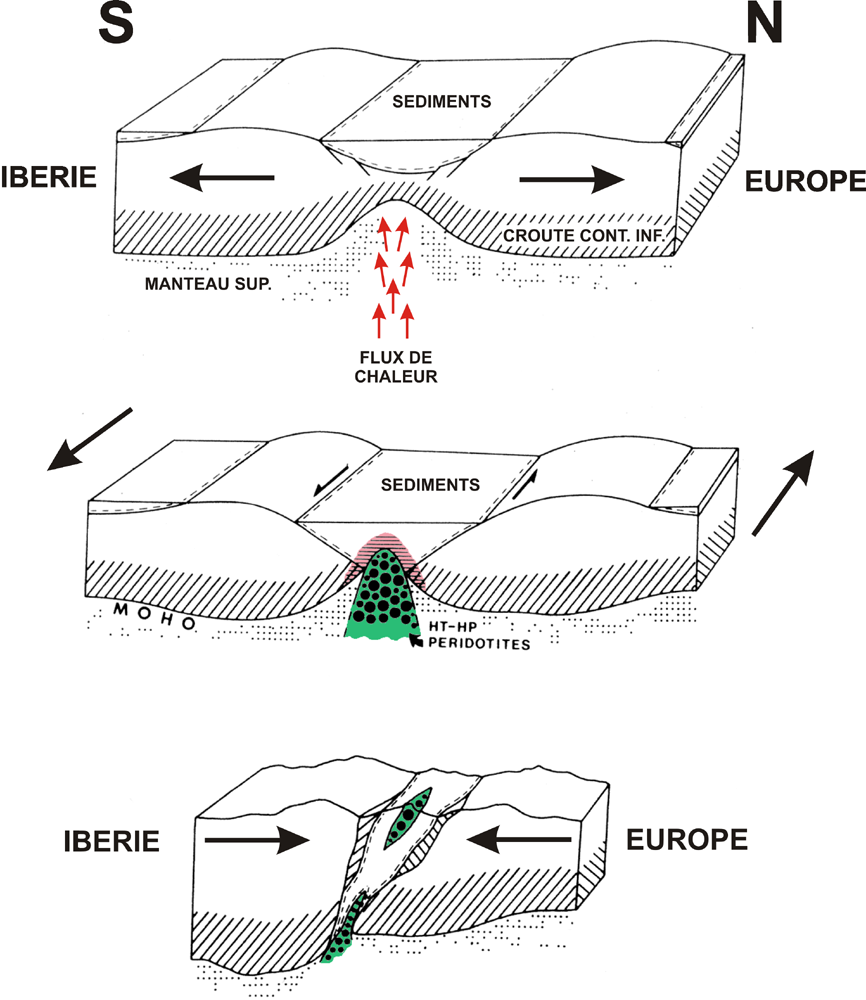 S
N
SEDIMENTS
IBERIE
EUROPE
CROUTE CONT. INF.
MANTEAU SUP.
FLUX DE
CHALEUR
SEDIMENTS
MOHO
HT-HP
PERIDOTITES
IBERIE
EUROPE